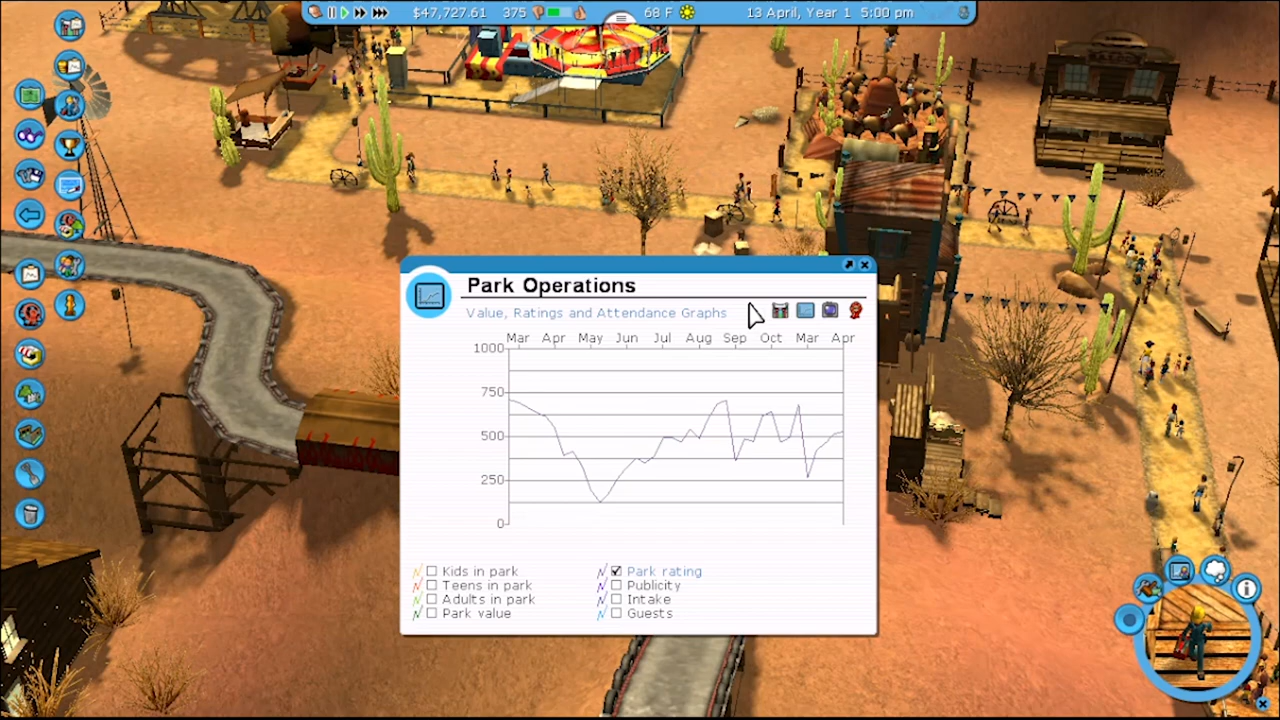 $47,727.61 375 68 F 13 April, Year 1 5:00 pm
Park Operations
Value, Ratings and Attendance Graphs
Mar Apr May Jun Jul Aug Sep Oct Mar Apr
1000
750
500
250
0
Kids in park Park rating
Teens in park Publicity
Adults in park Intake
Park value Guests